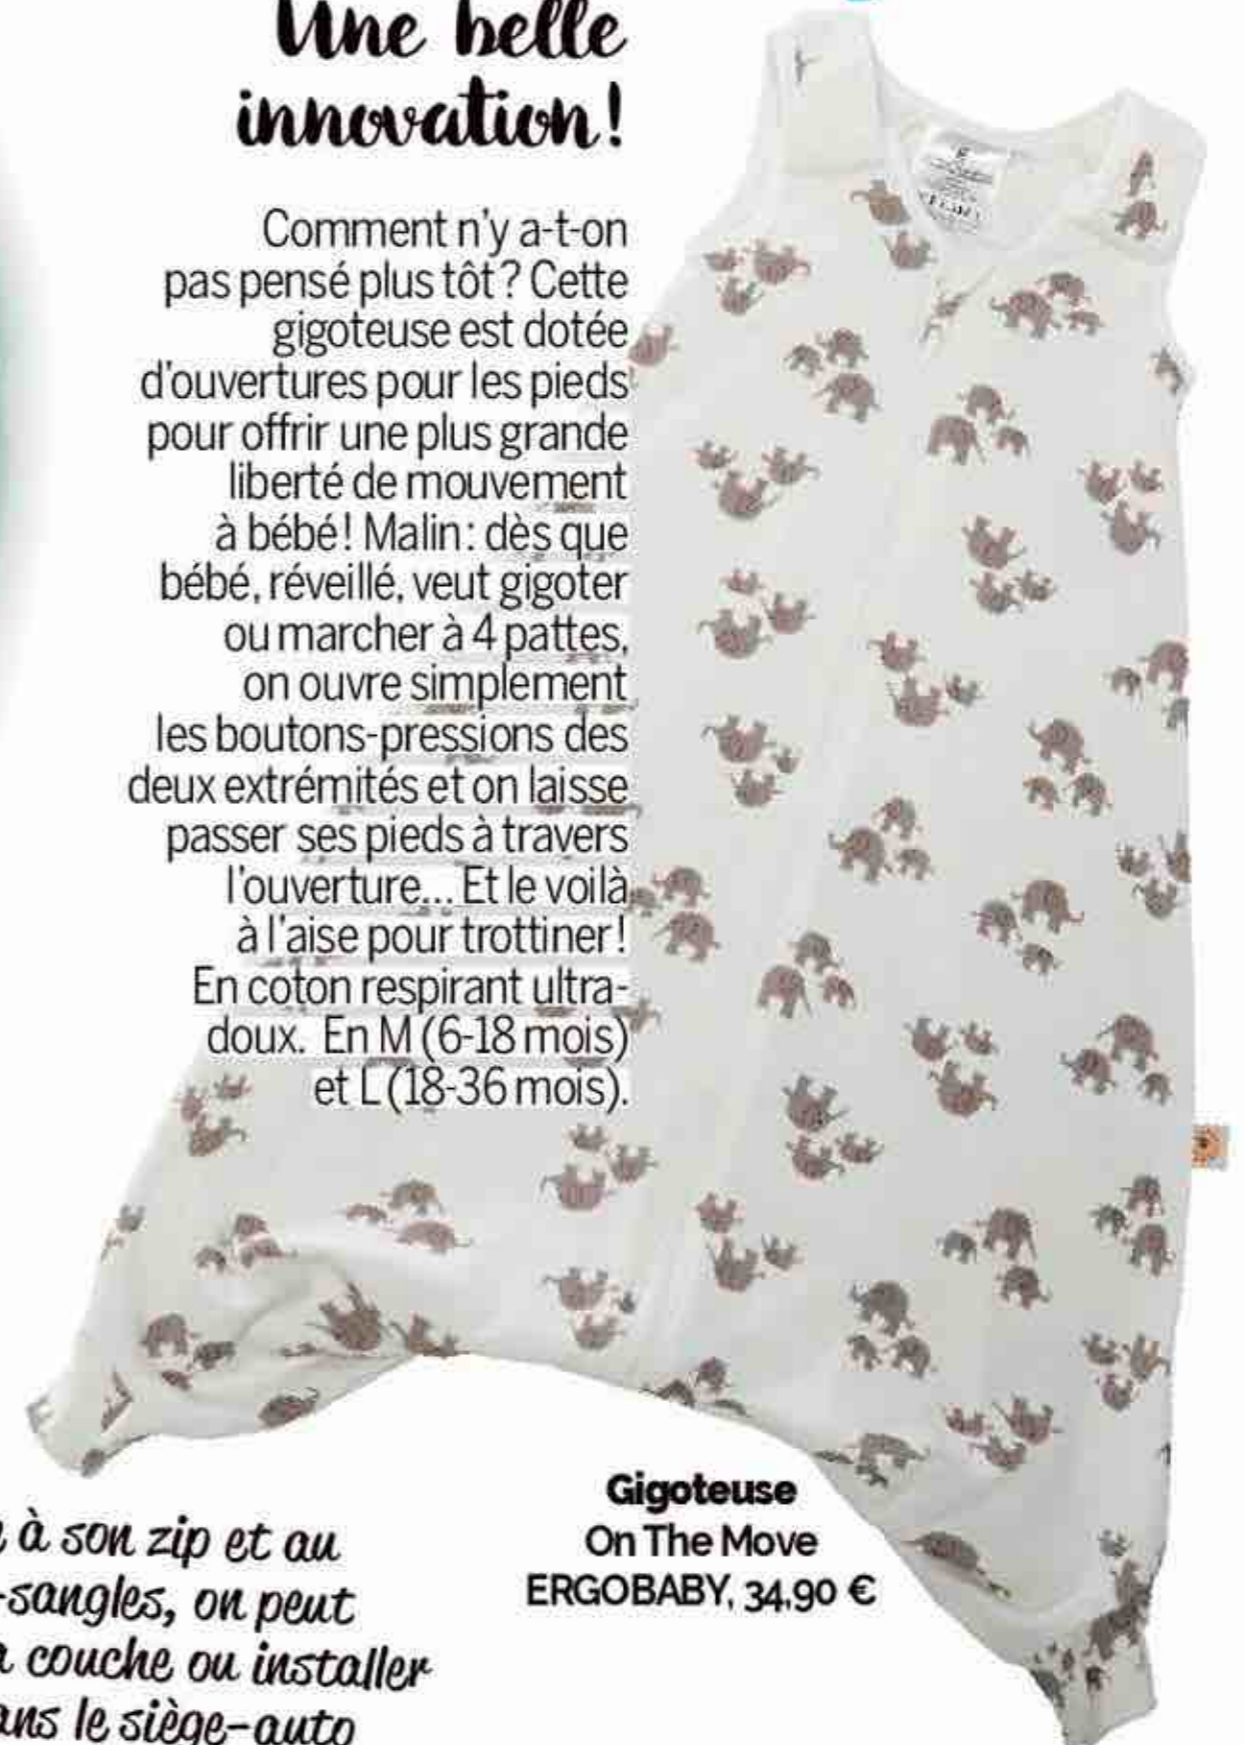 Une belle
innovation!
Comment n'y a-t-on
pas pensé plus tôt? Cette
gigoteuse est dotée
d'ouvertures pour les pieds
pour offrir une plus grande
liberté de mouvement
à bébé! Malin: dès que
bébé, réveillé, veut gigoter
ou marcher à 4 pattes,
on ouvre simplement
les boutons-pressions des
deux extrémités et on laisse
passer ses pieds à travers
l'ouverture... Et le voilà
à l'aise pour trottiner!
En coton respirant ultra-
doux. En M (6-18 mois)
et L (18-36 mois).
Gigoteuse
On The Move
ERGOBABY, 34,90 €
à son zip et au
-sangles, on peut
couche ou installer
le siège-auto